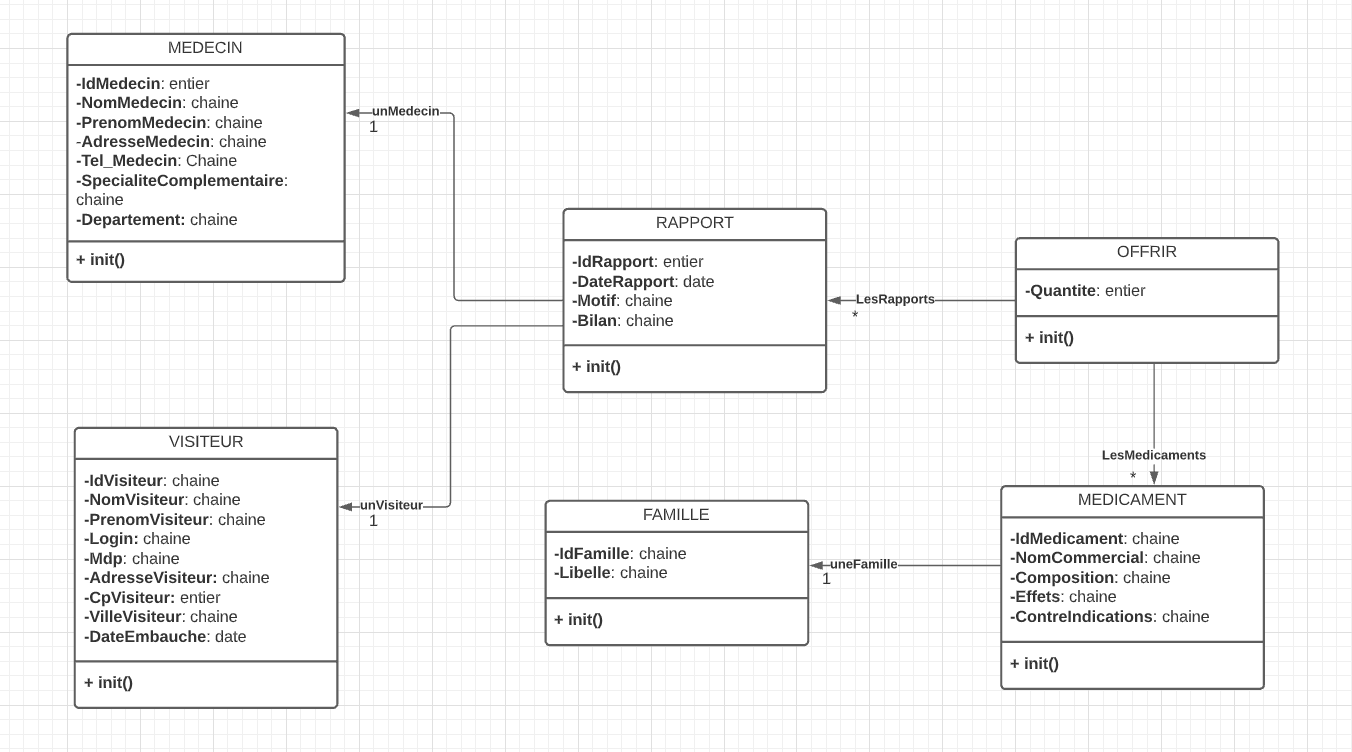 MEDECIN
-IdMedecin: entier
-NomMedecin: chaine
-PrenomMedecin: chaine
-AdresseMedecin: chaine
-Tel_Medecin: Chaine
-SpecialiteComplementaire:
chaine
-Departement: chaine
+ init()
unMedecin
1
RAPPORT
-IdRapport: entier
-DateRapport: date
-Motif: chaine
-Bilan: chaine
+ init()
LesRapports
*
OFFRIR
-Quantite: entier
+ init()
VISITEUR
-IdVisiteur: chaine
-NomVisiteur: chaine
-PrenomVisiteur: chaine
-Login: chaine
-Mdp: chaine
-AdresseVisiteur: chaine
-CpVisiteur: entier
-VilleVisiteur: chaine
-DateEmbauche: date
+ init()
unVisiteur
1
FAMILLE
-IdFamille: chaine
-Libelle: chaine
+ init()
uneFamille
1
LesMedicaments
*
MEDICAMENT
-IdMedicament: chaine
-NomCommercial: chaine
-Composition: chaine
-Effets: chaine
-ContreIndications: chaine
+ init()